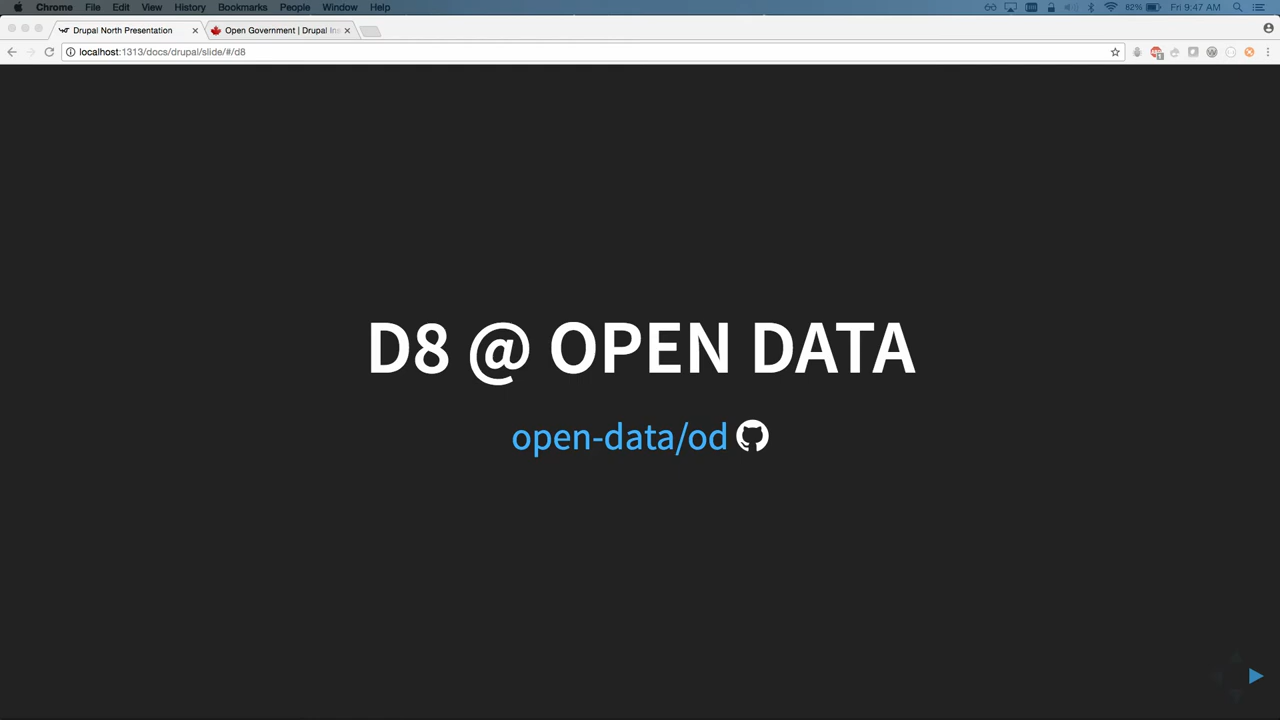 Chrome File Edit View History Bookmarks People Window Help 82% Fri 9:47 AM
Drupal North Presentation
Open Government | Drupal
localhost:1313/docs/drupal/slide/#/d8
D8 @ OPEN DATA
open-data/od